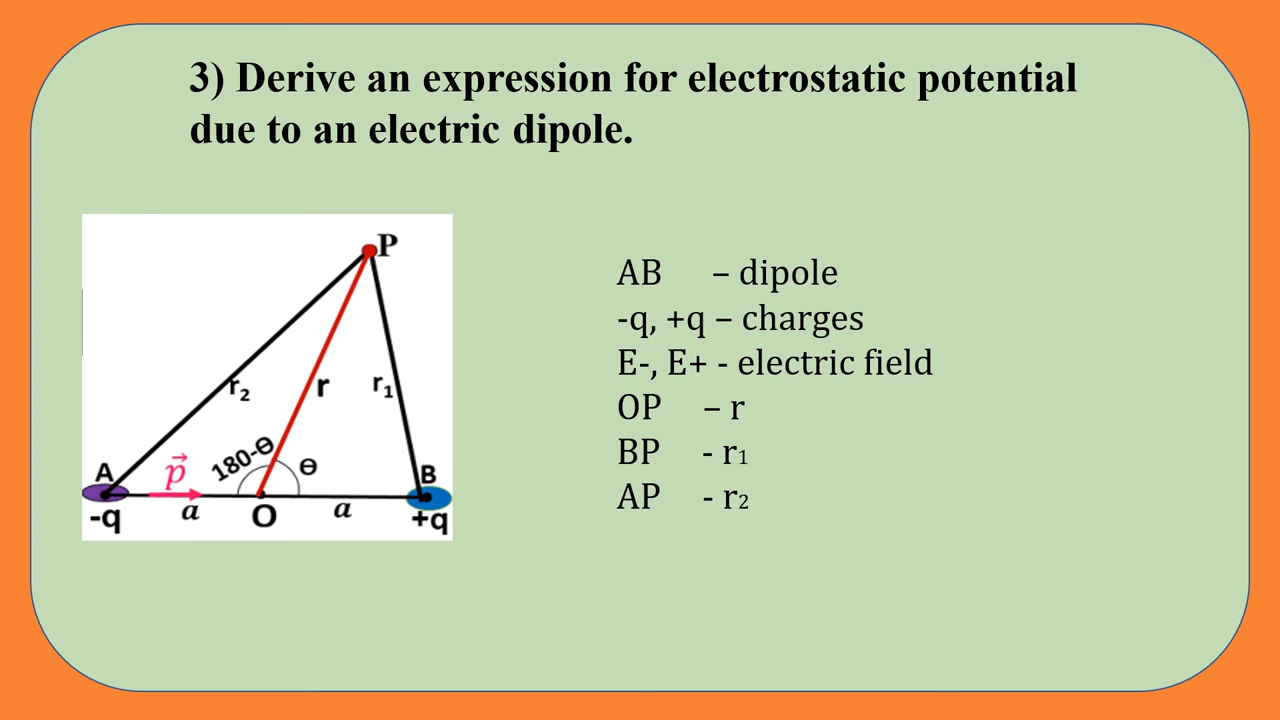 3) Derive an expression for electrostatic potential
due to an electric dipole.
P
r₂
r
r₁
180-Ɵ
Ɵ
A
p⃗
B
-q
a
O
a
+q
AB – dipole
-q, +q – charges
E-, E+ - electric field
OP – r
BP - r₁
AP - r₂